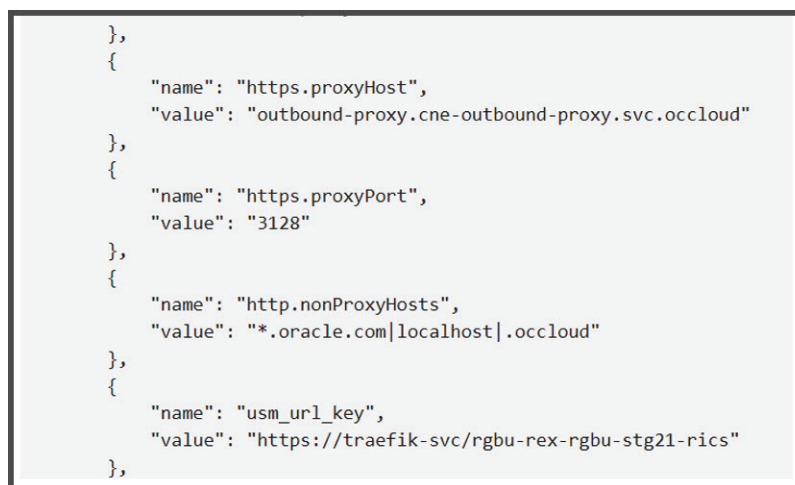 },
{
"name": "https.proxyHost",
"value": "outbound-proxy.cne-outbound-proxy.svc.occloud"
},
{
"name": "https.proxyPort",
"value": "3128"
},
{
"name": "http.nonProxyHosts",
"value": "*.oracle.com|localhost|.occloud"
},
{
"name": "usm_url_key",
"value": "https://traefik-svc/rgbu-rex-rgbu-stg21-rics"
},